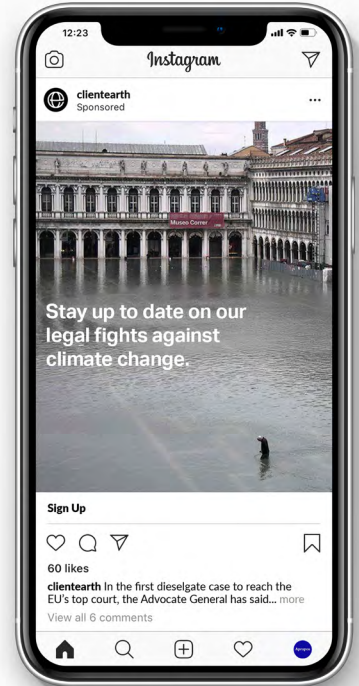 12:23
Instagram
clientearth
Sponsored
Museo Correr
Stay up to date on our
legal fights against
climate change.
Sign Up
60 likes
clientearth In the first dieselgate case to reach the
EU's top court, the Advocate General has said... more
View all 6 comments
Apropos